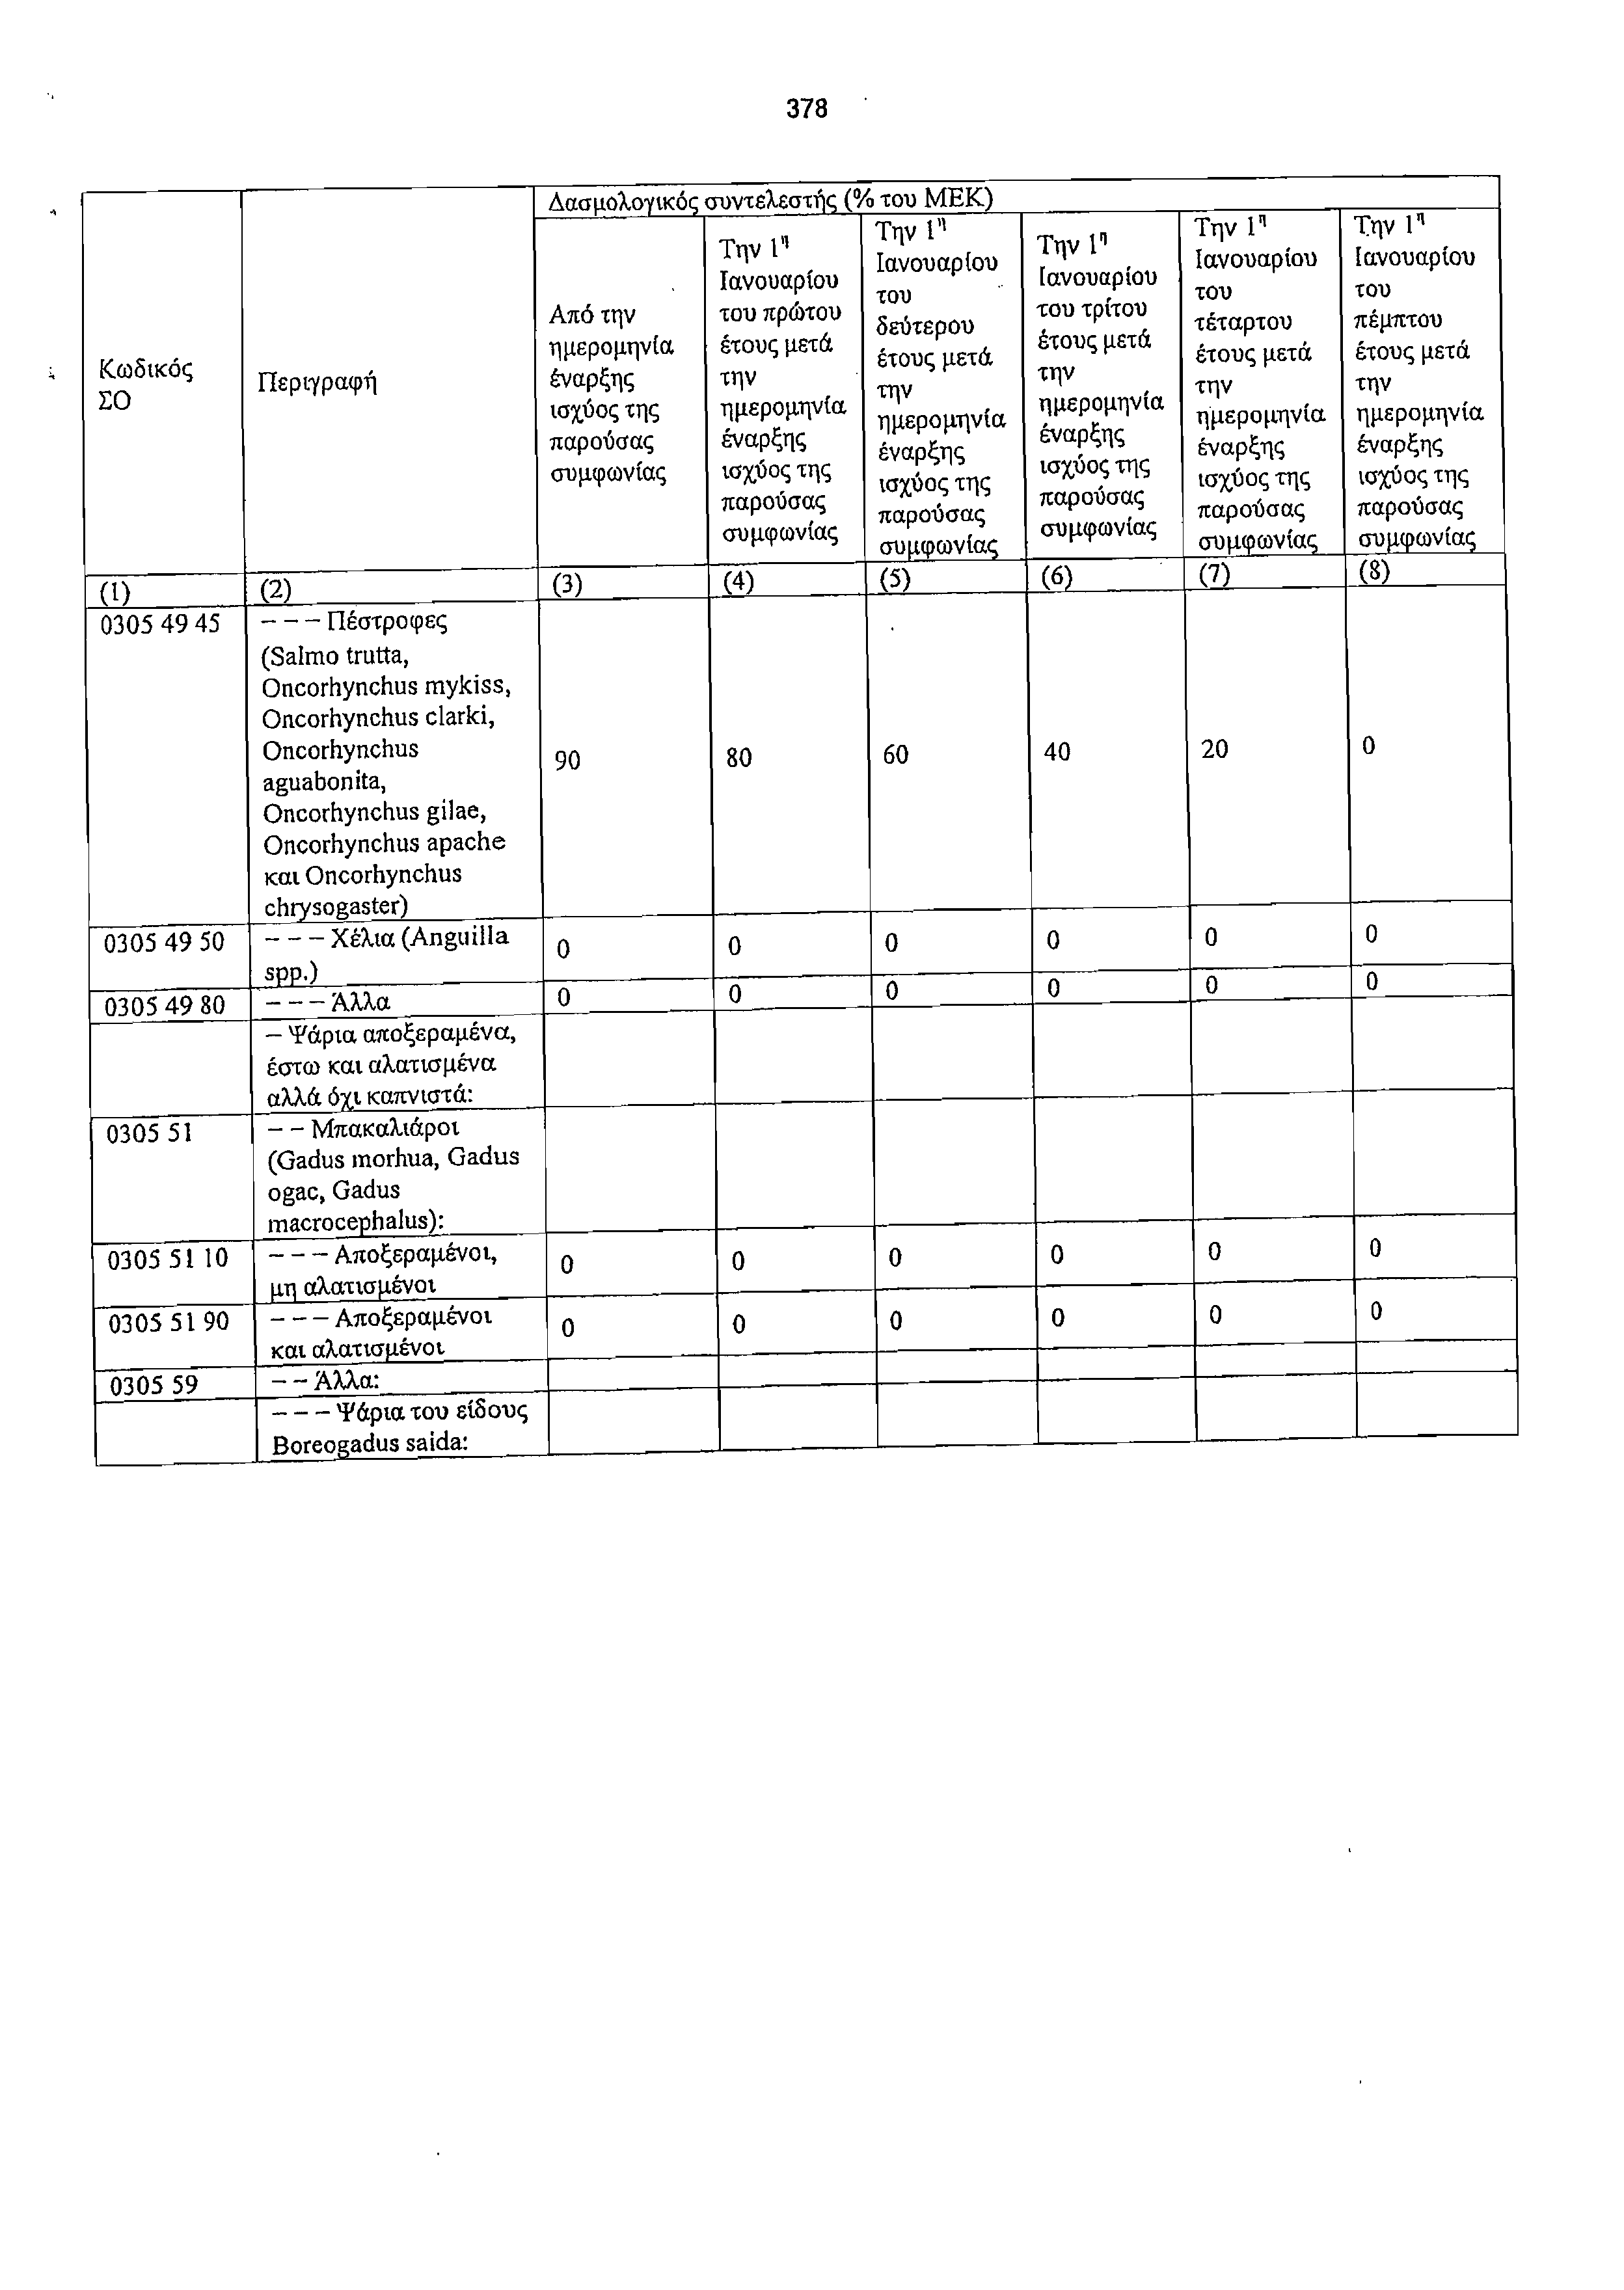 378
Δασμολογικός συντελεστής (% του ΜΕΚ)
Κωδικός
ΣΟ
Περιγραφή
Από την
ημερομηνία
έναρξης
ισχύος της
παρούσας
συμφωνίας
Την 1η
Ιανουαρίου
του πρώτου
έτους μετά
την
ημερομηνία
έναρξης
ισχύος της
παρούσας
συμφωνίας
Την 1η
Ιανουαρίου
του
δεύτερου
έτους μετά
την
ημερομηνία
έναρξης
ισχύος της
παρούσας
συμφωνίας
Την 1η
Ιανουαρίου
του τρίτου
έτους μετά
την
ημερομηνία
έναρξης
ισχύος της
παρούσας
συμφωνίας
Την 1η
Ιανουαρίου
του
τέταρτου
έτους μετά
την
ημερομηνία
έναρξης
ισχύος της
παρούσας
συμφωνίας
Την 1η
Ιανουαρίου
του
πέμπτου
έτους μετά
την
ημερομηνία
έναρξης
ισχύος της
παρούσας
συμφωνίας
(1) (2) (3) (4) (5) (6) (7) (8)
0305 49 45 – – – Πέστροφες
(Salmo trutta,
Oncorhynchus mykiss,
Oncorhynchus clarki,
Oncorhynchus
aguabonita,
Oncorhynchus gilae,
Oncorhynchus apache
και Oncorhynchus
chrysogaster)
90 80 60 40 20 0
0305 49 50 – – – Χέλια (Anguilla
spp.)
0 0 0 0 0 0
0305 49 80 – – – Άλλα 0 0 0 0 0 0
– Ψάρια αποξεραμένα,
έστω και αλατισμένα
αλλά όχι καπνιστά:
0305 51 – – Μπακαλιάροι
(Gadus morhua, Gadus
ogac, Gadus
macrocephalus):
0305 51 10 – – – Αποξεραμένοι,
μη αλατισμένοι
0 0 0 0 0 0
0305 51 90 – – – Αποξεραμένοι
και αλατισμένοι
0 0 0 0 0 0
0305 59 – – Άλλα:
– – – Ψάρια του είδους
Boreogadus saida: